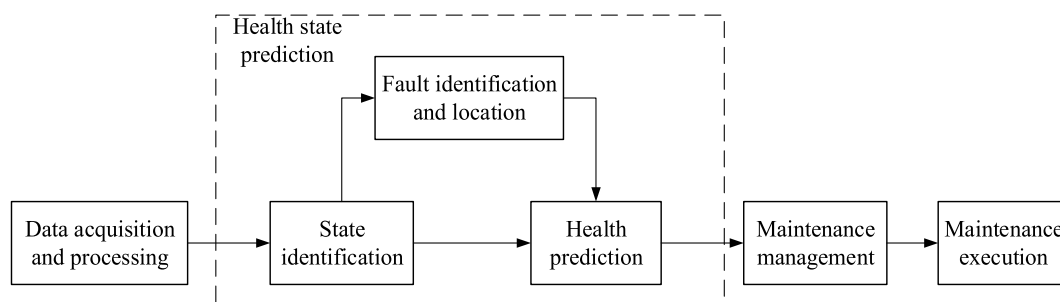 Health state
prediction
Fault identification
and location
Data acquisition
and processing
State
identification
Health
prediction
Maintenance
management
Maintenance
execution